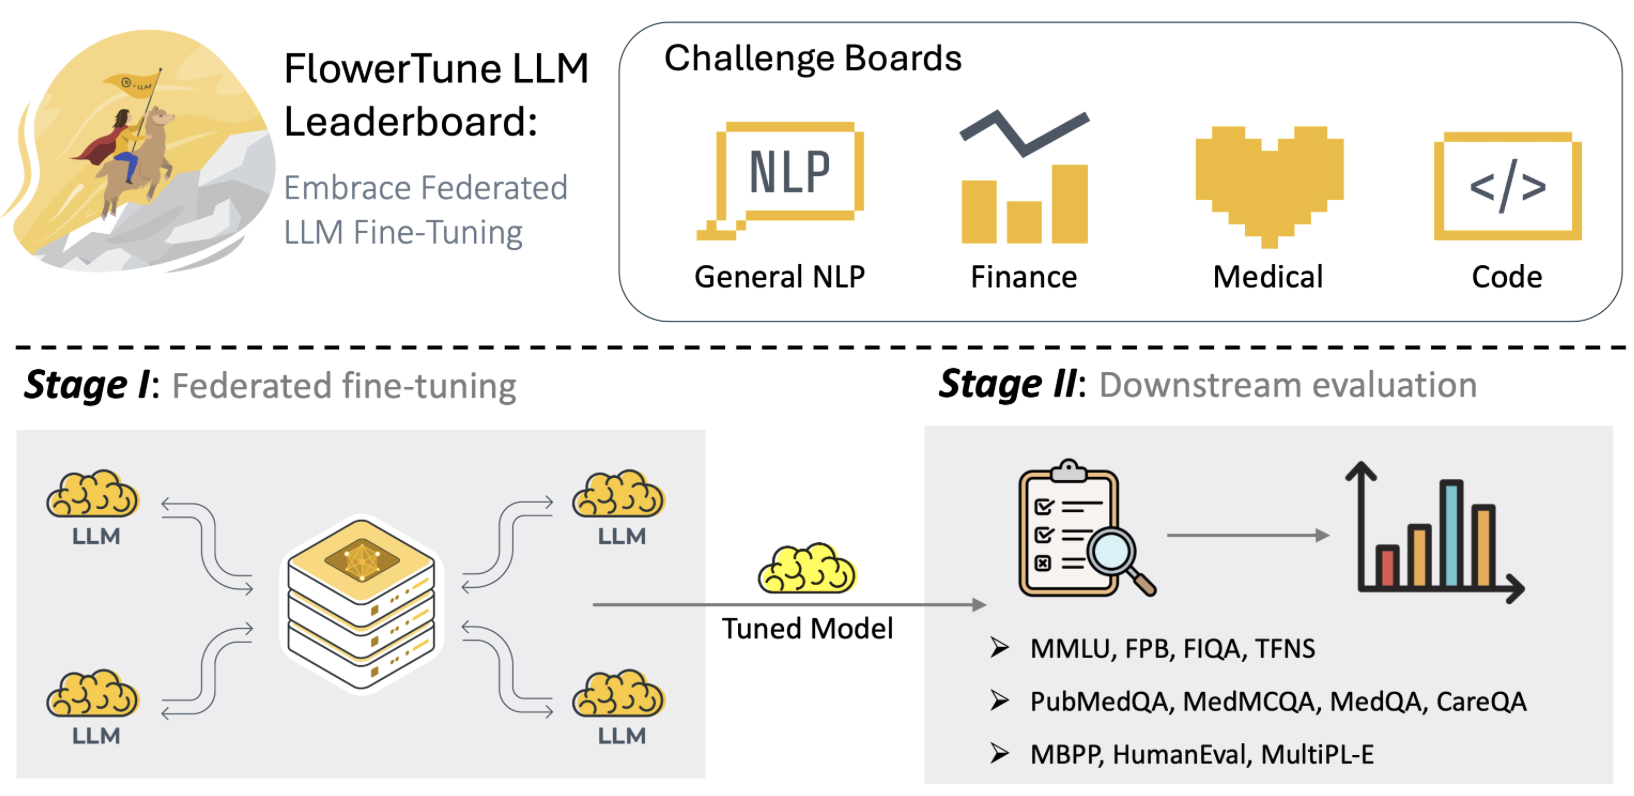 FlowerTune LLM
Leaderboard:
Embrace Federated
LLM Fine-Tuning
Challenge Boards
NLP
</>
General NLP
Finance
Medical
Code
Stage I: Federated fine-tuning
Stage II: Downstream evaluation
LLM
LLM
LLM
LLM
Tuned Model
MMLU, FPB, FIQA, TFNS
PubMedQA, MedMCQA, MedQA, CareQA
MBPP, HumanEval, MultiPL-E